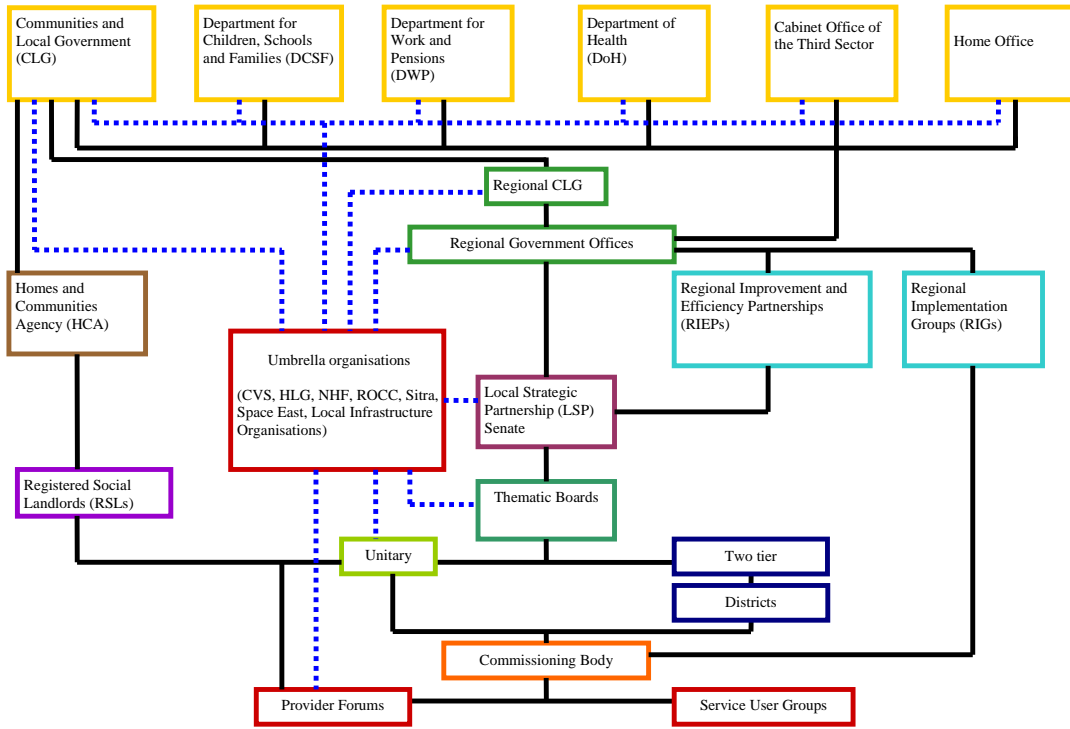 Communities and
Local Government
(CLG)
Department for
Children, Schools
and Families (DCSF)
Department for
Work and
Pensions
(DWP)
Department of
Health
(DoH)
Cabinet Office of
the Third Sector
Home Office
Regional CLG
Regional Government Offices
Homes and
Communities
Agency (HCA)
Regional Improvement and
Efficiency Partnerships
(RIEPs)
Regional
Implementation
Groups (RIGs)
Umbrella organisations
(CVS, HLG, NHF, ROCC, Sitra,
Space East, Local Infrastructure
Organisations)
Local Strategic
Partnership (LSP)
Senate
Registered Social
Landlords (RSLs)
Thematic Boards
Unitary
Two tier
Districts
Commissioning Body
Provider Forums
Service User Groups